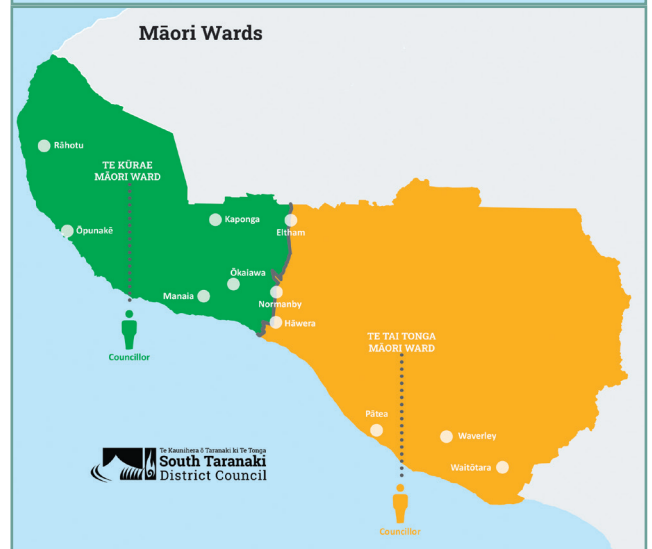 Māori Wards
Rāhotu
TE KŪRAE
MĀORI WARD
Ōpunakē
Kaponga
Eltham
Ōkaiawa
Manaia
Normanby
Hāwera
Councillor
TE TAI TONGA
MĀORI WARD
Pātea
Waverley
Waitōtara
Te Kaunihera ō Taranaki ki Te Tonga
South Taranaki
District Council
Councillor